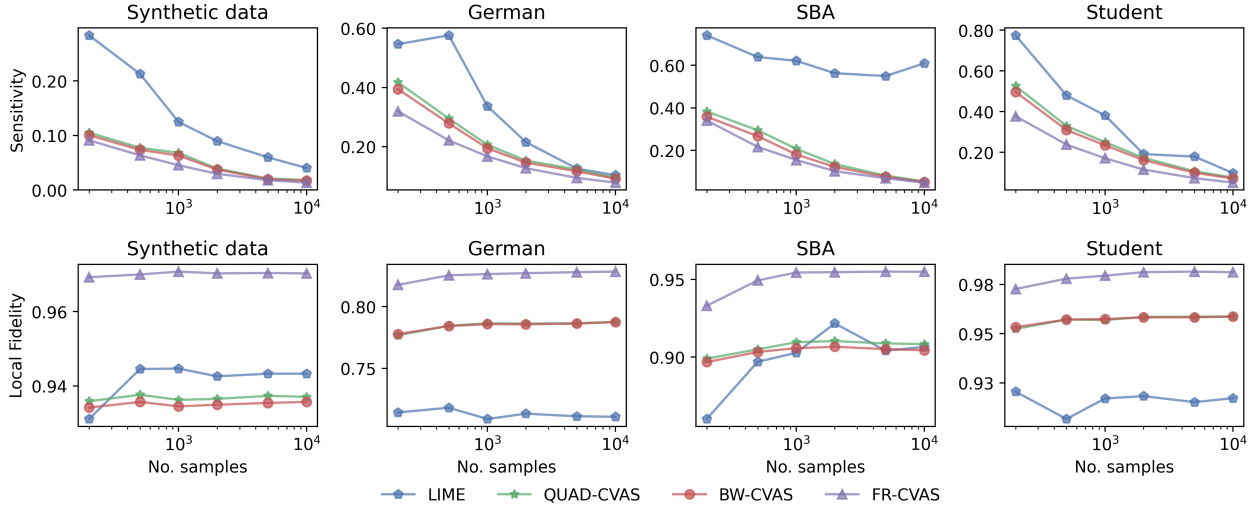 Synthetic data
German
SBA
Student
Sensitivity
0.20
0.10
0.00
10³
10⁴
0.60
0.40
0.20
10³
10⁴
0.60
0.40
0.20
10³
10⁴
0.80
0.60
0.40
0.20
10³
10⁴
Synthetic data
German
SBA
Student
Local Fidelity
0.96
0.94
10³
10⁴
No. samples
0.80
0.75
10³
10⁴
No. samples
0.95
0.90
10³
10⁴
No. samples
0.98
0.95
0.93
10³
10⁴
No. samples
LIME QUAD-CVAS BW-CVAS FR-CVAS